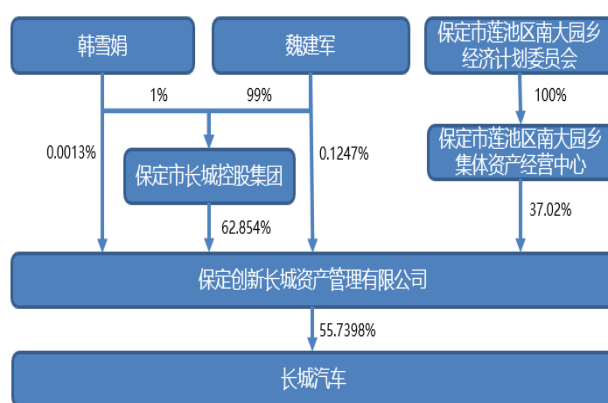 韩雪娟
魏建军
保定市莲池区南大园乡
经济计划委员会
1%
99%
100%
0.0013%
保定市长城控股集团
0.1247%
保定市莲池区南大园乡
集体资产经营中心
62.854%
37.02%
保定创新长城资产管理有限公司
55.7398%
长城汽车